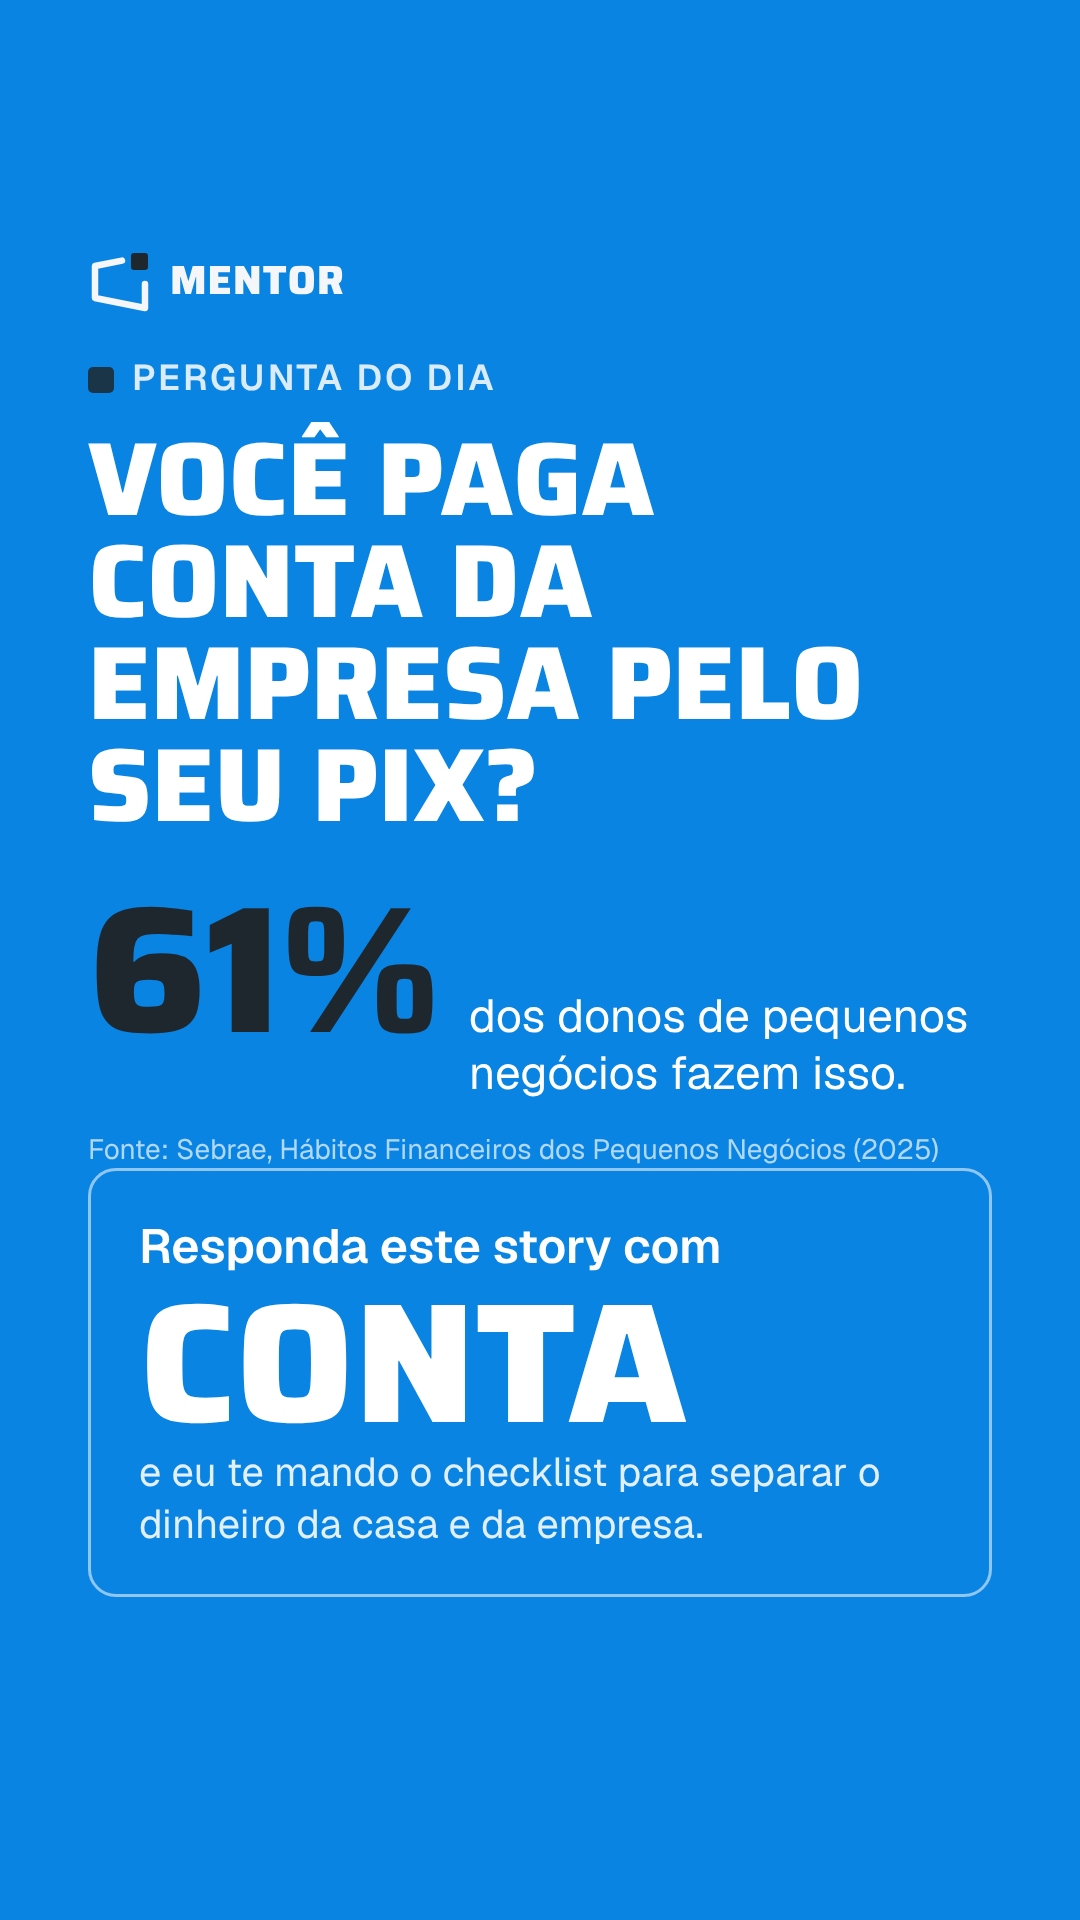 MENTOR
PERGUNTA DO DIA
VOCÊ PAGA
CONTA DA
EMPRESA PELO
SEU PIX?
61%
dos donos de pequenos
negócios fazem isso.
Fonte: Sebrae, Hábitos Financeiros dos Pequenos Negócios (2025)
Responda este story com
CONTA
e eu te mando o checklist para separar o
dinheiro da casa e da empresa.